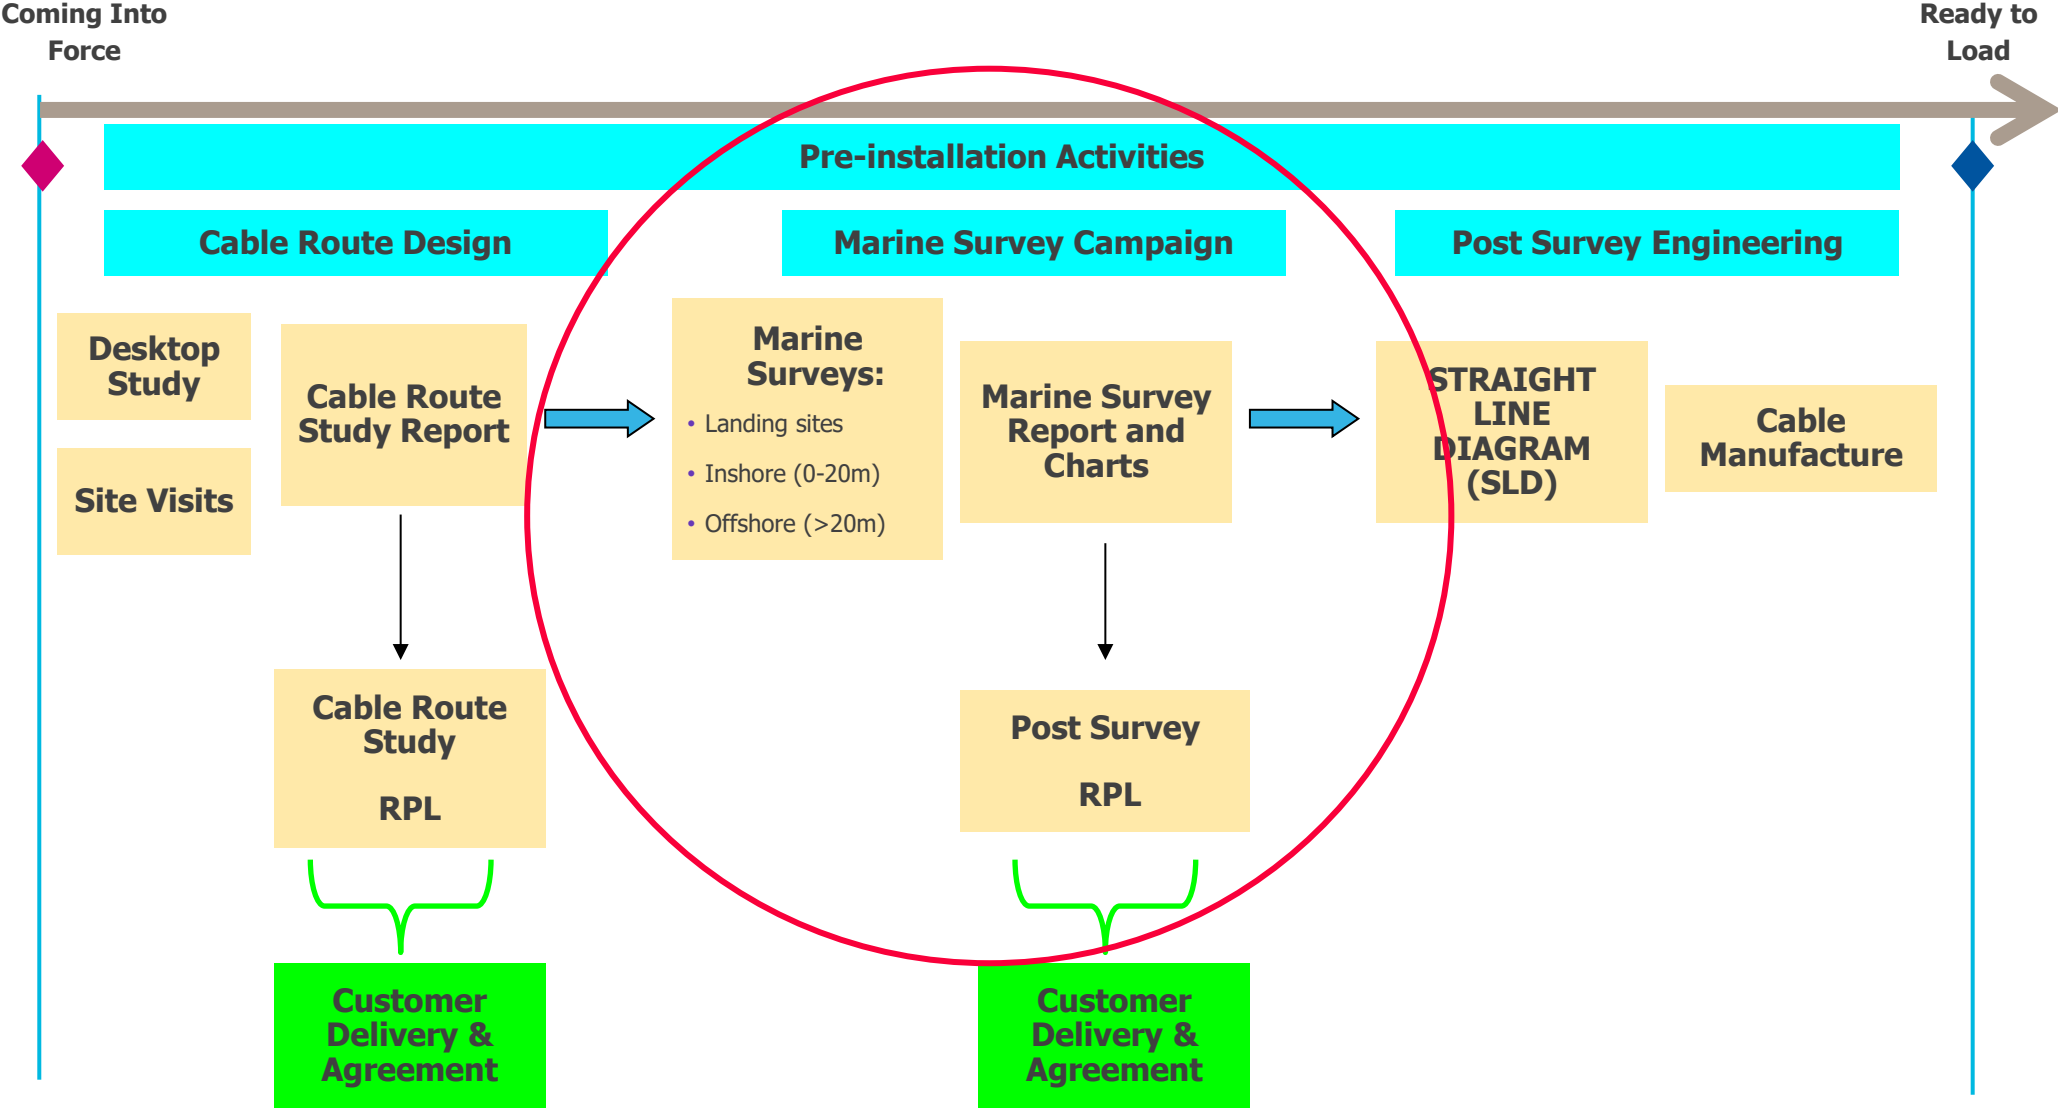 Coming Into
Force
Ready to
Load
Pre-installation Activities
Cable Route Design
Marine Survey Campaign
Post Survey Engineering
Desktop
Study
Site Visits
Cable Route
Study Report
Marine
Surveys:
• Landing sites
• Inshore (0-20m)
• Offshore (>20m)
Marine Survey
Report and
Charts
STRAIGHT
LINE
DIAGRAM
(SLD)
Cable
Manufacture
Cable Route
Study
RPL
Post Survey
RPL
Customer
Delivery &
Agreement
Customer
Delivery &
Agreement